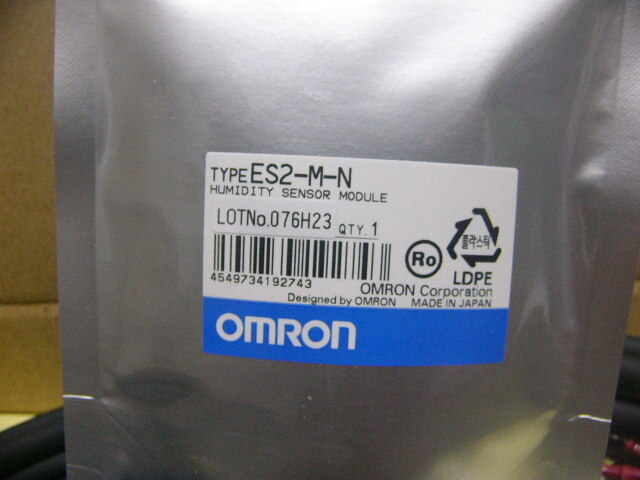 TYPE ES2-M-N
HUMIDITY SENSOR MODULE
LOTNo.076H23 QTY.1
4549734192743
Ro
플라스틱
LDPE
OMRON Corporation
Designed by OMRON MADE IN JAPAN
OMRON